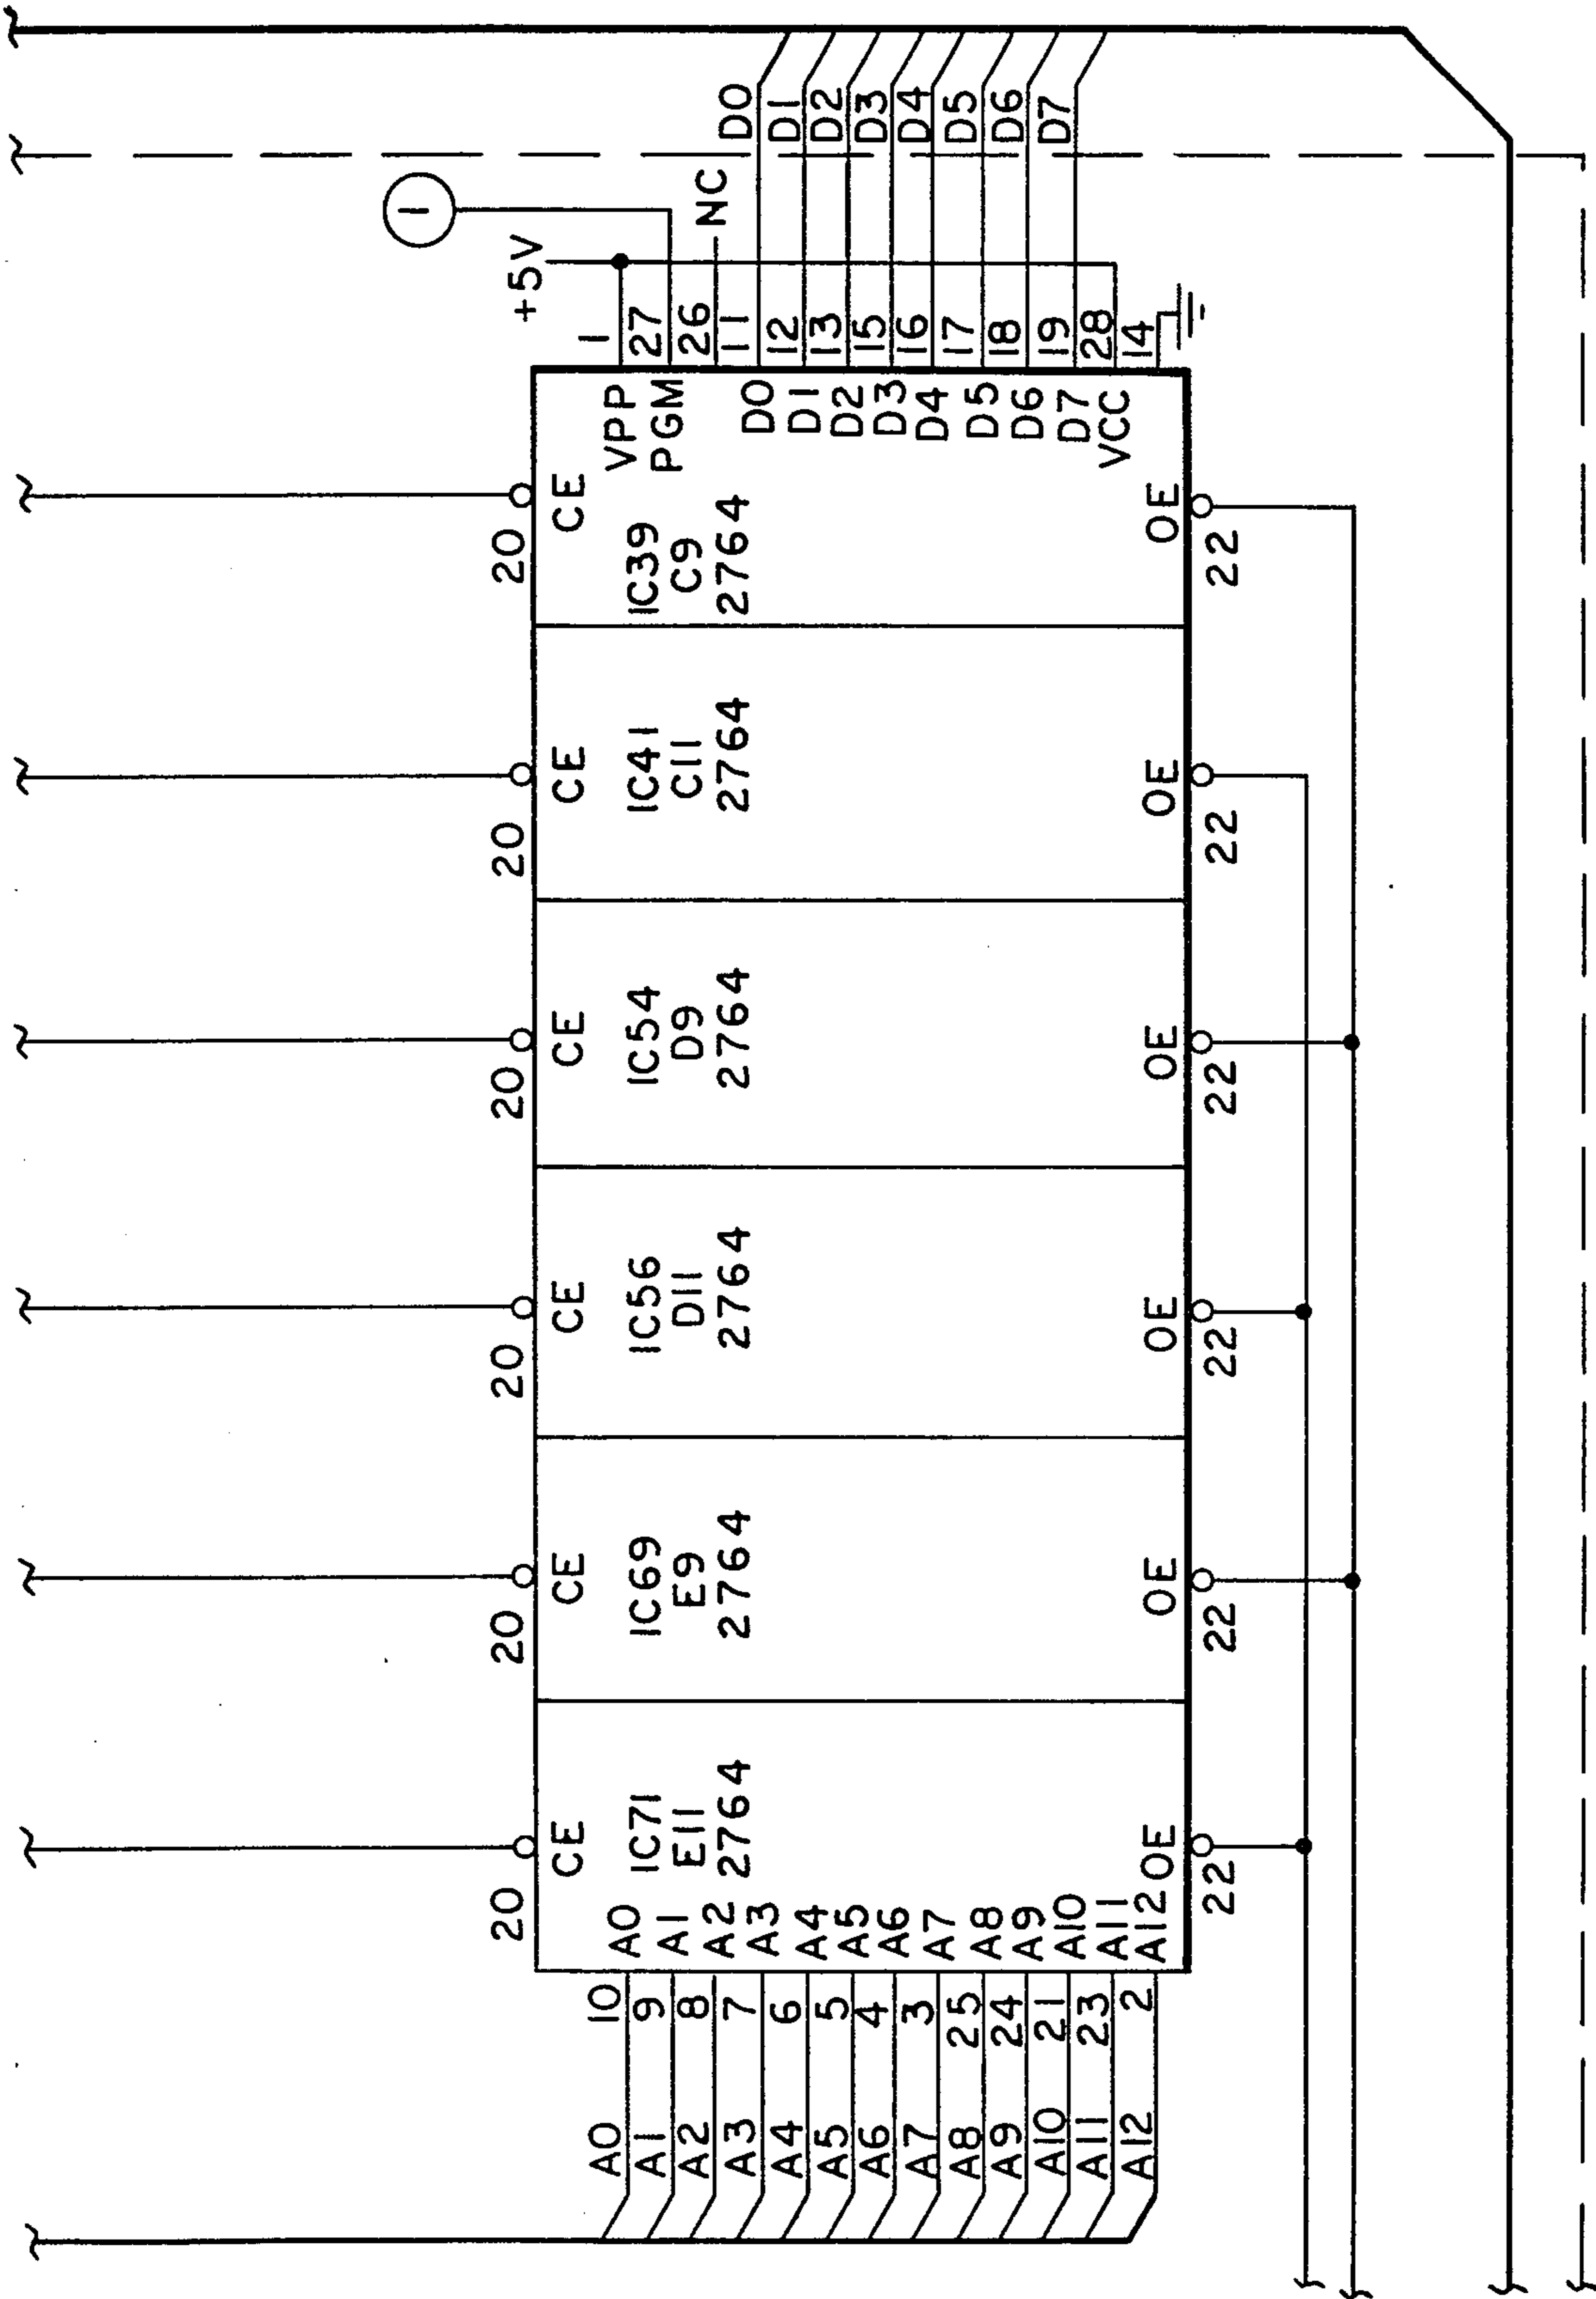 A0 10 A0
A1 9 A1
A2 8 A2
A3 7 A3
A4 6 A4
A5 5 A5
A6 4 A6
A7 3 A7
A8 25 A8
A9 24 A9
A10 21 A10
A11 23 A11
A12 2 A12
20
CE
IC71
E11
2764
OE
22
20
CE
IC69
E9
2764
OE
22
20
CE
IC56
D11
2764
OE
22
20
CE
IC54
D9
2764
OE
22
20
CE
IC41
C11
2764
OE
22
20
CE
IC39
C9
2764
OE
22
1
+5V
VPP 1
PGM 27
26 NC
D0 11 D0
D1 12 D1
D2 13 D2
D3 15 D3
D4 16 D4
D5 17 D5
D6 18 D6
D7 19 D7
VCC 28
14